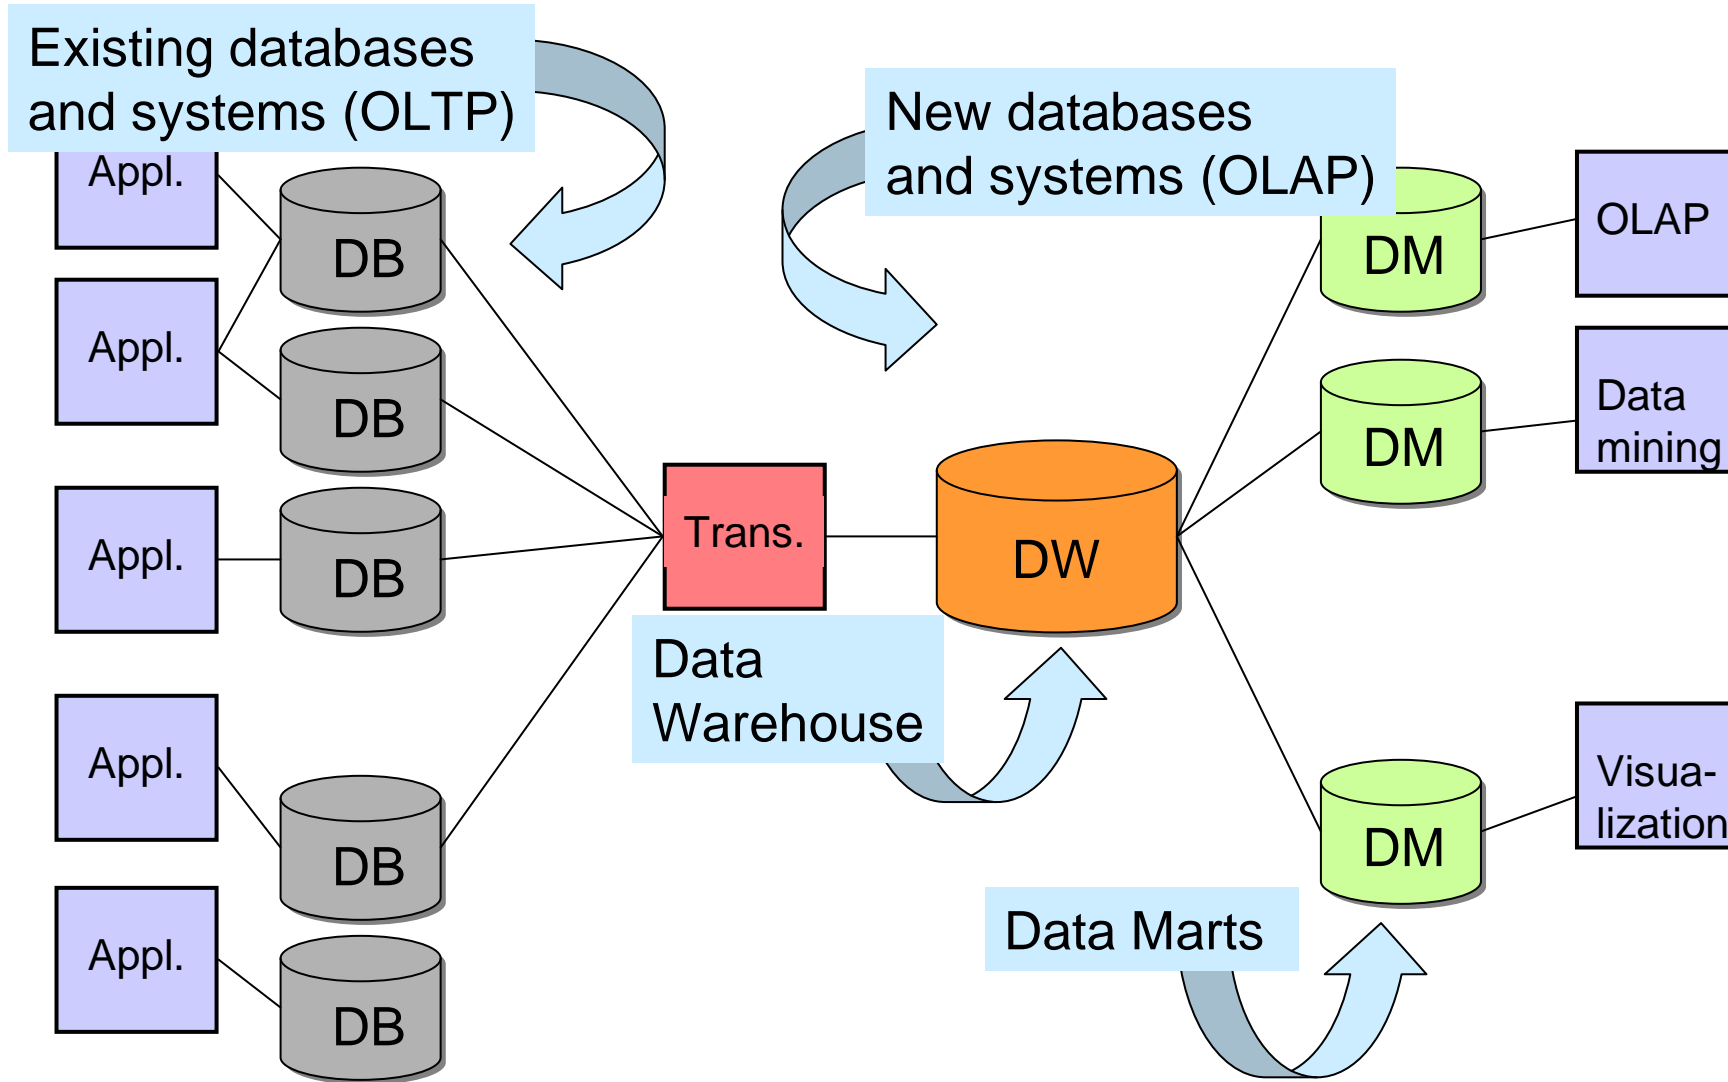 Existing databases
and systems (OLTP)
New databases
and systems (OLAP)
Appl.
DB
DM
OLAP
Appl.
DB
DM
Data
mining
Appl.
DB
Trans.
DW
Data
Warehouse
Appl.
DB
DM
Visua-
lization
Data Marts
Appl.
DB